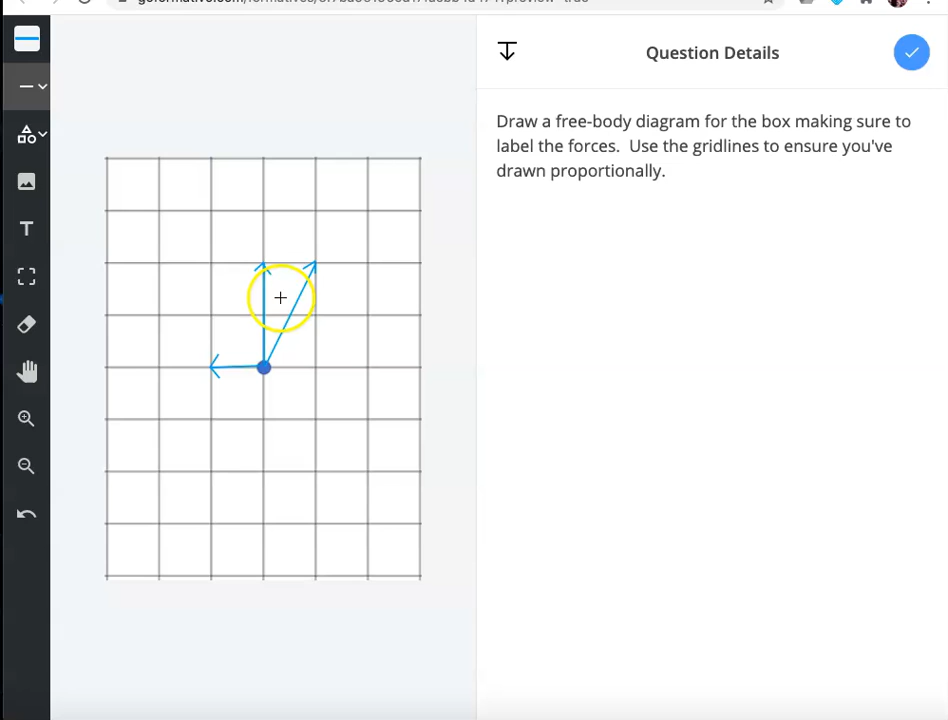 Question Details
Draw a free-body diagram for the box making sure to
label the forces.  Use the gridlines to ensure you've
drawn proportionally.
T